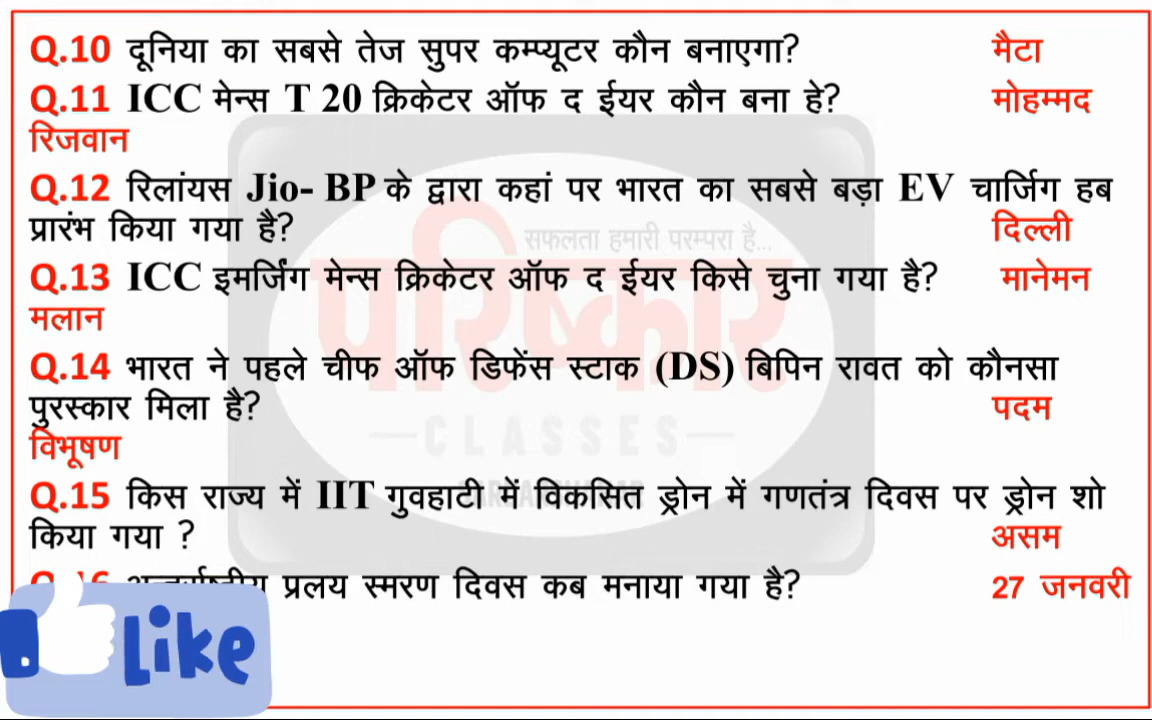 Q.10 दूनिया का सबसे तेज सुपर कम्प्यूटर कौन बनाएगा? मैटा
Q.11 ICC मेन्स T 20 क्रिकेटर ऑफ द ईयर कौन बना हे? मोहम्मद
रिजवान
Q.12 रिलांयस Jio- BP के द्वारा कहां पर भारत का सबसे बड़ा EV चार्जिग हब
प्रारंभ किया गया है? दिल्ली
सफलता हमारी परम्परा है...
Q.13 ICC इमर्जिंग मेन्स क्रिकेटर ऑफ द ईयर किसे चुना गया है? मानेमन
मलान
परिष्कार
Q.14 भारत ने पहले चीफ ऑफ डिफेंस स्टाक (DS) बिपिन रावत को कौनसा
पुरस्कार मिला है? पदम
CLASSES
विभूषण
Q.15 किस राज्य में IIT गुवहाटी में विकसित ड्रोन में गणतंत्र दिवस पर ड्रोन शो
किया गया ? असम
प्रलय स्मरण दिवस कब मनाया गया है? 27 जनवरी
Like